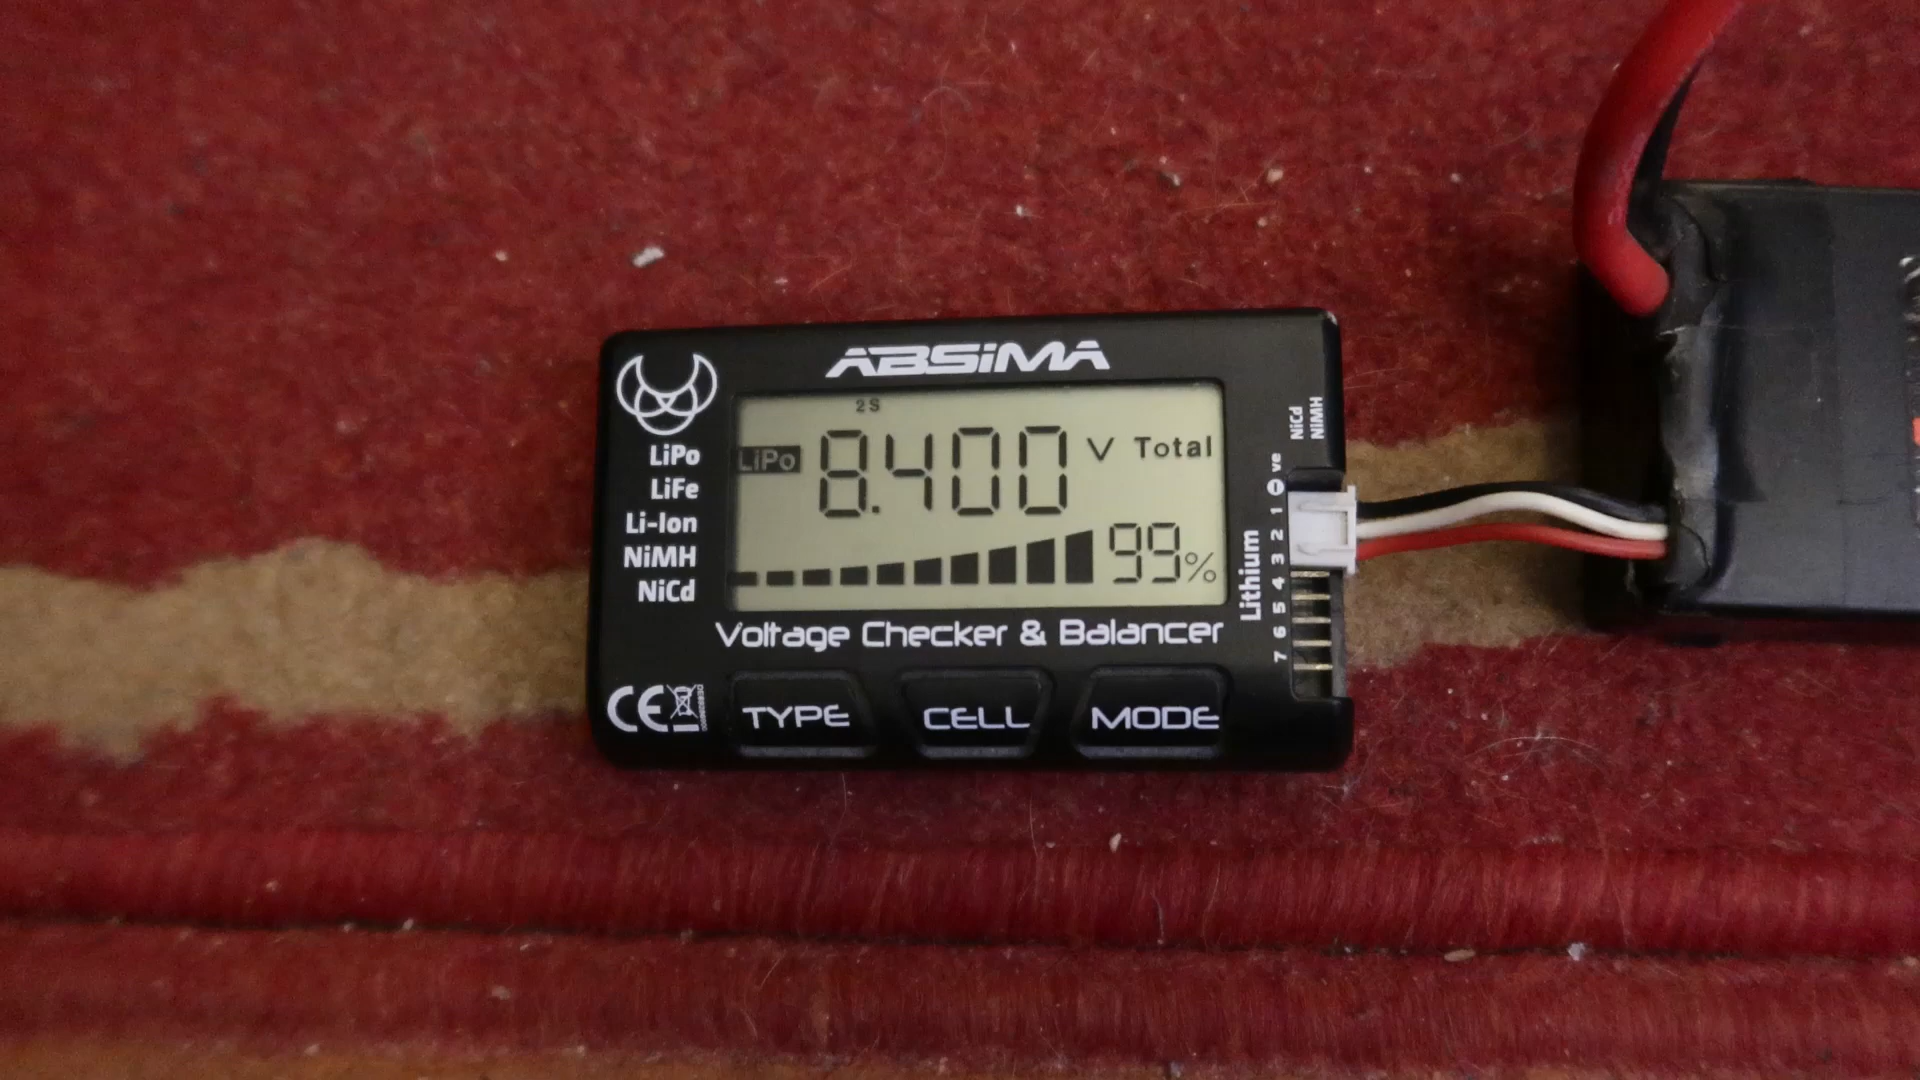 ABSiMA
LiPo
LiFe
Li-Ion
NiMH
NiCd
2S
LiPo 8.400 V Total
99%
NiCd
NiMH
Lithium
7 6 5 4 3 2 1 ⊖ ve
Voltage Checker & Balancer
CE
TYPE CELL MODE